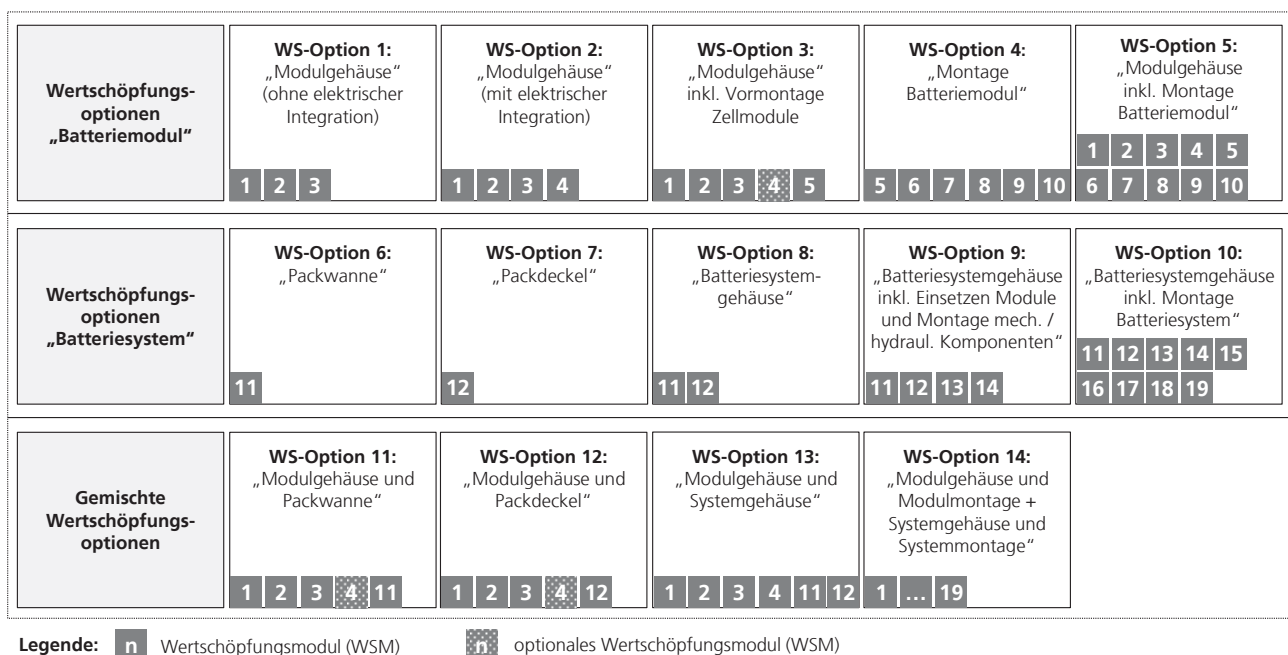 Wertschöpfungs-
optionen
„Batteriemodul“
WS-Option 1:
„Modulgehäuse“
(ohne elektrischer
Integration)
1 2 3
WS-Option 2:
„Modulgehäuse“
(mit elektrischer
Integration)
1 2 3 4
WS-Option 3:
„Modulgehäuse“
inkl. Vormontage
Zellmodule
1 2 3 4 5
WS-Option 4:
„Montage
Batteriemodul“
5 6 7 8 9 10
WS-Option 5:
„Modulgehäuse
inkl. Montage
Batteriemodul“
1 2 3 4 5
6 7 8 9 10
Wertschöpfungs-
optionen
„Batteriesystem“
WS-Option 6:
„Packwanne“
11
WS-Option 7:
„Packdeckel“
12
WS-Option 8:
„Batteriesystem-
gehäuse“
11 12
WS-Option 9:
„Batteriesystemgehäuse
inkl. Einsetzen Module
und Montage mech. /
hydraul. Komponenten“
11 12 13 14
WS-Option 10:
„Batteriesystemgehäuse
inkl. Montage
Batteriesystem“
11 12 13 14 15
16 17 18 19
Gemischte
Wertschöpfungs-
optionen
WS-Option 11:
„Modulgehäuse und
Packwanne“
1 2 3 4 11
WS-Option 12:
„Modulgehäuse und
Packdeckel“
1 2 3 4 12
WS-Option 13:
„Modulgehäuse und
Systemgehäuse“
1 2 3 4 11 12
WS-Option 14:
„Modulgehäuse und
Modulmontage +
Systemgehäuse und
Systemmontage“
1 ... 19
Legende: n Wertschöpfungsmodul (WSM) n optionales Wertschöpfungsmodul (WSM)